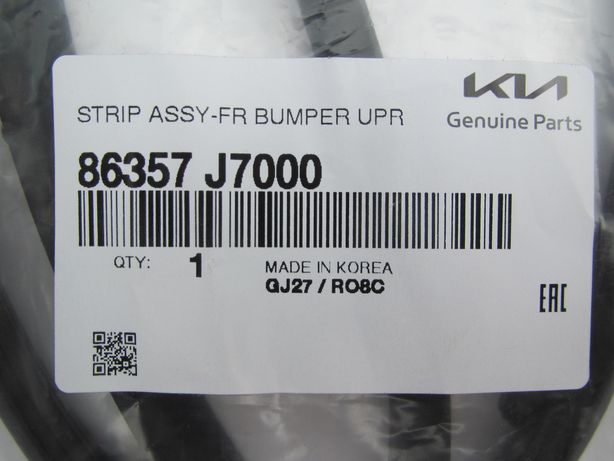 STRIP ASSY-FR BUMPER UPR
KIA
Genuine Parts
86357 J7000
QTY: 1
MADE IN KOREA
GJ27 / RO8C
EAC